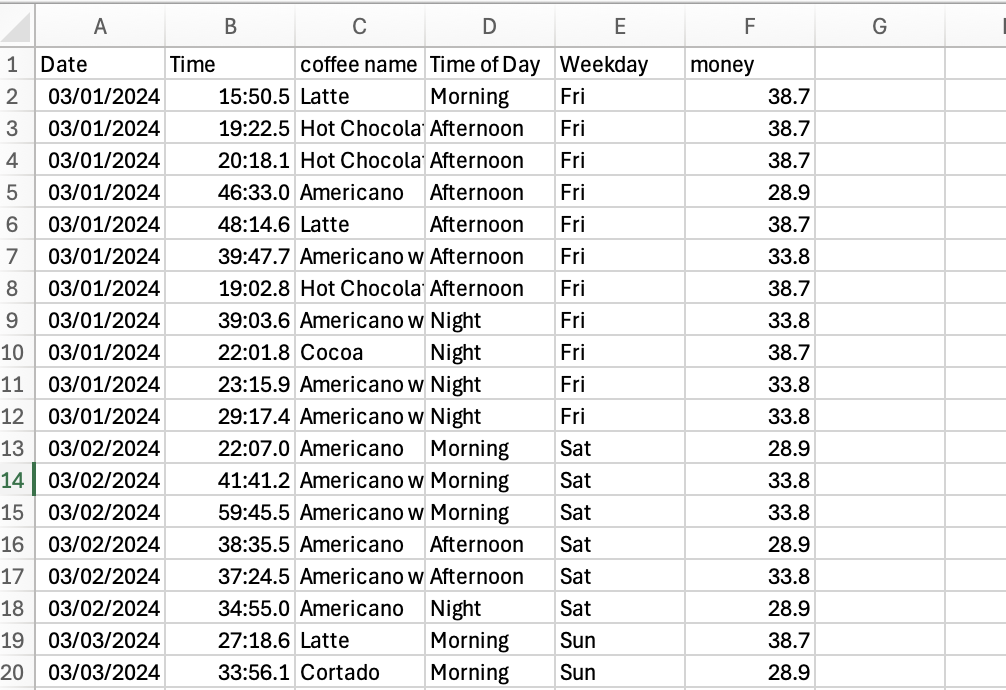 A B C D E F G
1 Date Time coffee name Time of Day Weekday money
2 03/01/2024 15:50.5 Latte Morning Fri 38.7
3 03/01/2024 19:22.5 Hot Chocola Afternoon Fri 38.7
4 03/01/2024 20:18.1 Hot Chocola Afternoon Fri 38.7
5 03/01/2024 46:33.0 Americano Afternoon Fri 28.9
6 03/01/2024 48:14.6 Latte Afternoon Fri 38.7
7 03/01/2024 39:47.7 Americano w Afternoon Fri 33.8
8 03/01/2024 19:02.8 Hot Chocola Afternoon Fri 38.7
9 03/01/2024 39:03.6 Americano w Night Fri 33.8
10 03/01/2024 22:01.8 Cocoa Night Fri 38.7
11 03/01/2024 23:15.9 Americano w Night Fri 33.8
12 03/01/2024 29:17.4 Americano w Night Fri 33.8
13 03/02/2024 22:07.0 Americano Morning Sat 28.9
14 03/02/2024 41:41.2 Americano w Morning Sat 33.8
15 03/02/2024 59:45.5 Americano w Morning Sat 33.8
16 03/02/2024 38:35.5 Americano Afternoon Sat 28.9
17 03/02/2024 37:24.5 Americano w Afternoon Sat 33.8
18 03/02/2024 34:55.0 Americano Night Sat 28.9
19 03/03/2024 27:18.6 Latte Morning Sun 38.7
20 03/03/2024 33:56.1 Cortado Morning Sun 28.9